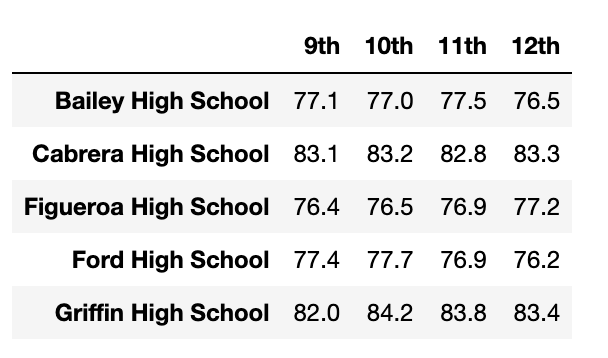 9th 10th 11th 12th
Bailey High School 77.1 77.0 77.5 76.5
Cabrera High School 83.1 83.2 82.8 83.3
Figueroa High School 76.4 76.5 76.9 77.2
Ford High School 77.4 77.7 76.9 76.2
Griffin High School 82.0 84.2 83.8 83.4